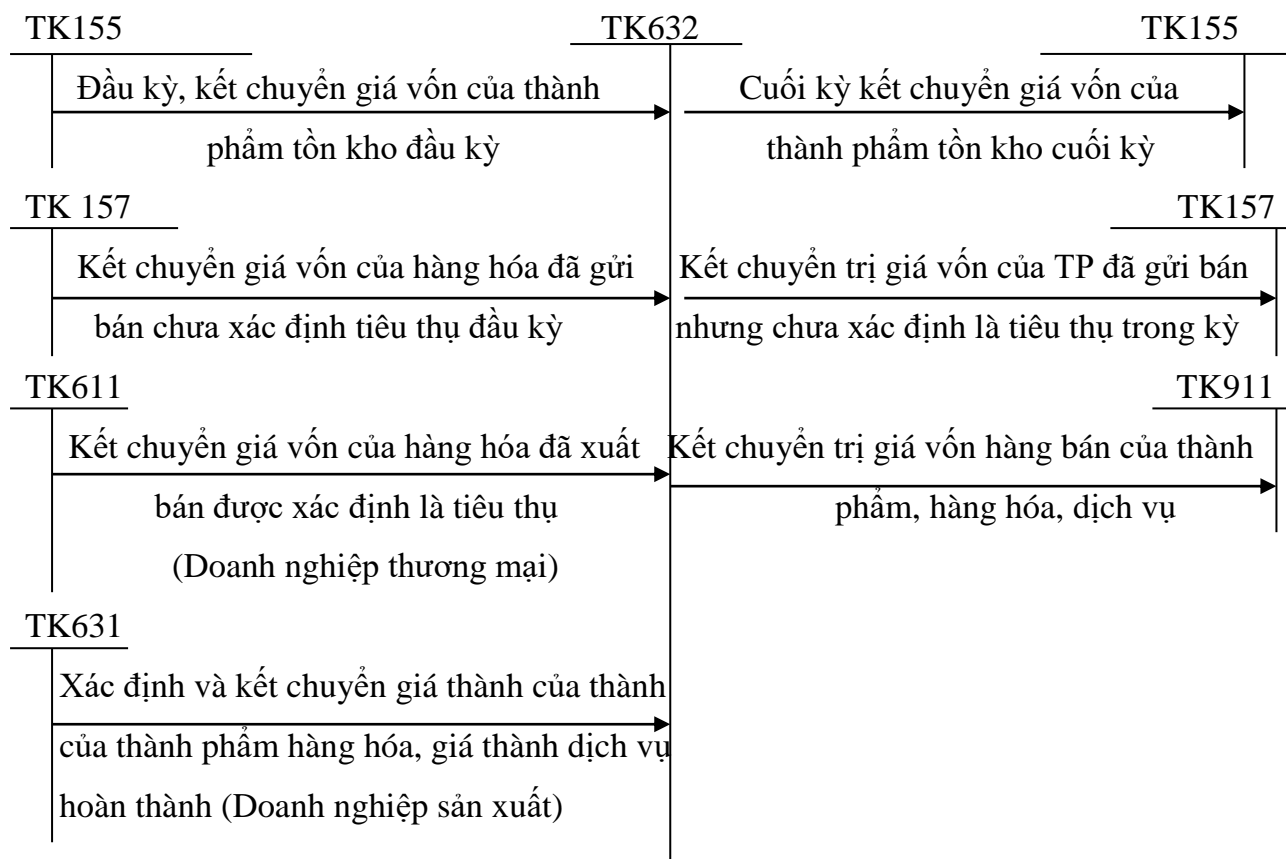 TK155 TK632 TK155
Đầu kỳ, kết chuyển giá vốn của thành
phẩm tồn kho đầu kỳ
Cuối kỳ kết chuyển giá vốn của
thành phẩm tồn kho cuối kỳ
TK 157 TK157
Kết chuyển giá vốn của hàng hóa đã gửi
bán chưa xác định tiêu thụ đầu kỳ
Kết chuyển trị giá vốn của TP đã gửi bán
nhưng chưa xác định là tiêu thụ trong kỳ
TK611 TK911
Kết chuyển giá vốn của hàng hóa đã xuất
bán được xác định là tiêu thụ
(Doanh nghiệp thương mại)
Kết chuyển trị giá vốn hàng bán của thành
phẩm, hàng hóa, dịch vụ
TK631
Xác định và kết chuyển giá thành của thành
của thành phẩm hàng hóa, giá thành dịch vụ
hoàn thành (Doanh nghiệp sản xuất)